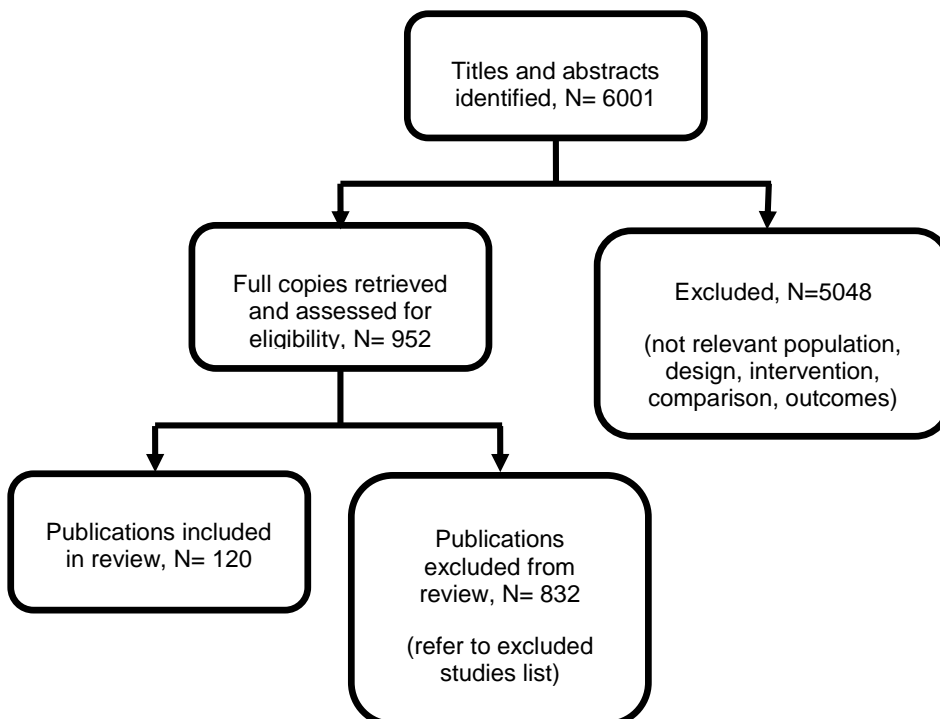 Titles and abstracts
identified, N= 6001
Full copies retrieved
and assessed for
eligibility, N= 952
Excluded, N=5048
(not relevant population,
design, intervention,
comparison, outcomes)
Publications included
in review, N= 120
Publications
excluded from
review, N= 832
(refer to excluded
studies list)